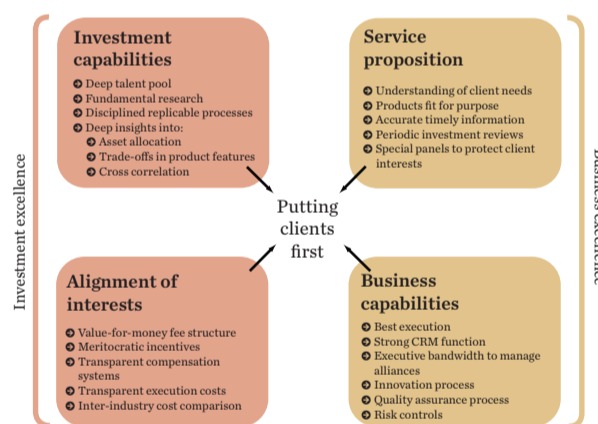 Investment
capabilities
Deep talent pool
Fundamental research
Disciplined replicable processes
Deep insights into:
Asset allocation
Trade-offs in product features
Cross correlation
Service
proposition
Understanding of client needs
Products fit for purpose
Accurate timely information
Periodic investment reviews
Special panels to protect client
interests
Investment excellence
Putting
clients
first
Alignment of
interests
Value-for-money fee structure
Meritocratic incentives
Transparent compensation
systems
Transparent execution costs
Inter-industry cost comparison
Business
capabilities
Best execution
Strong CRM function
Executive bandwidth to manage
alliances
Innovation process
Quality assurance process
Risk controls